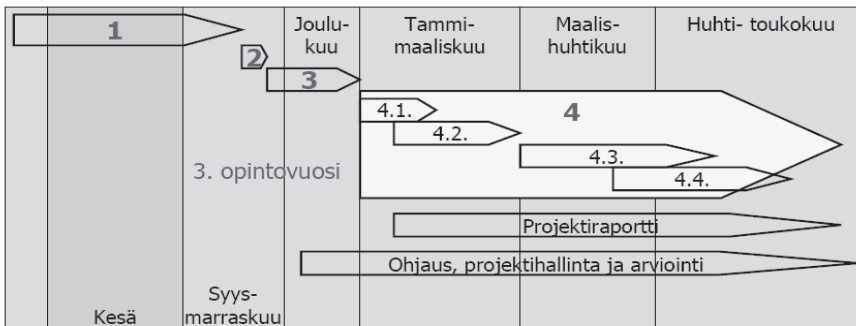 Joulu-
kuu
Tammi-
maaliskuu
Maalis-
huhtikuu
Huhti- toukokuu
1
2
3
4
4.1.
4.2.
4.3.
4.4.
3. opintovuosi
Projektiraportti
Ohjaus, projektihallinta ja arviointi
Kesä
Syys-
marraskuu